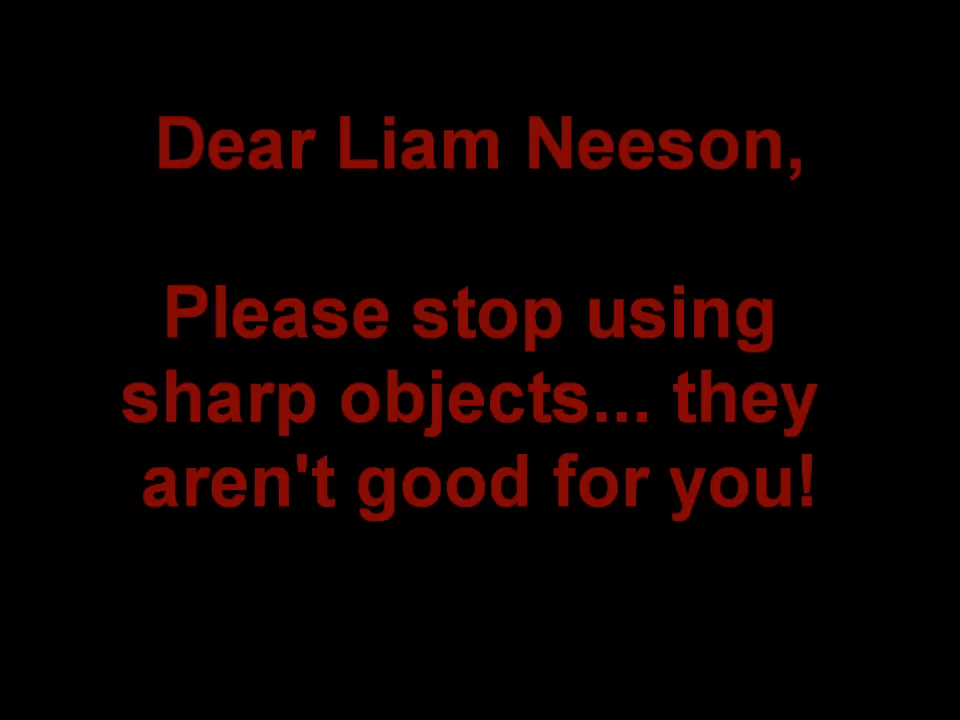 Dear Liam Neeson,
Please stop using
sharp objects... they
aren't good for you!